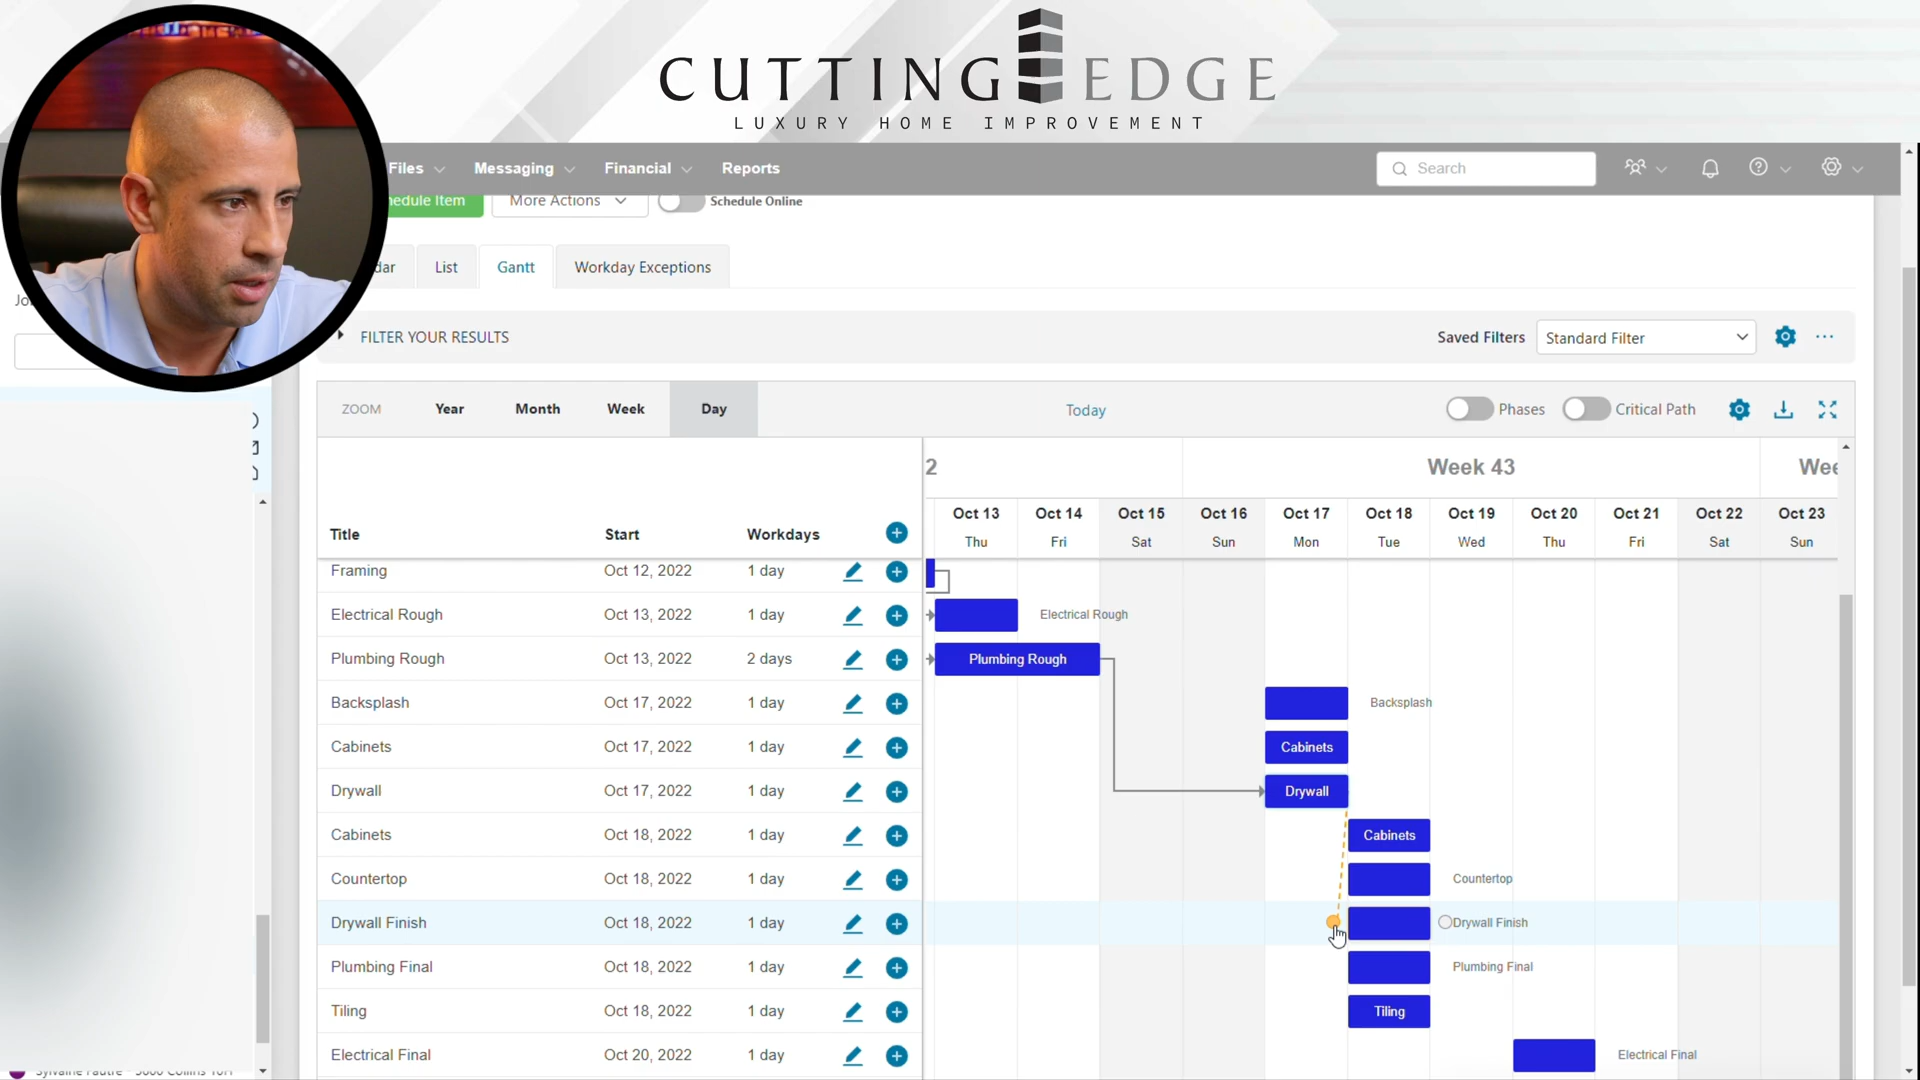 CUTTING EDGE
LUXURY HOME IMPROVEMENT
Files Messaging Financial Reports Search
More Actions Schedule Online
List Gantt Workday Exceptions
FILTER YOUR RESULTS Saved Filters Standard Filter
ZOOM Year Month Week Day Today Phases Critical Path
2 Week 43
Oct 13 Oct 14 Oct 15 Oct 16 Oct 17 Oct 18 Oct 19 Oct 20 Oct 21 Oct 22 Oct 23
Title Start Workdays Thu Fri Sat Sun Mon Tue Wed Thu Fri Sat Sun
Framing Oct 12, 2022 1 day
Electrical Rough Oct 13, 2022 1 day Electrical Rough
Plumbing Rough Oct 13, 2022 2 days Plumbing Rough
Backsplash Oct 17, 2022 1 day Backsplash
Cabinets Oct 17, 2022 1 day Cabinets
Drywall Oct 17, 2022 1 day Drywall
Cabinets Oct 18, 2022 1 day Cabinets
Countertop Oct 18, 2022 1 day Countertop
Drywall Finish Oct 18, 2022 1 day Drywall Finish
Plumbing Final Oct 18, 2022 1 day Plumbing Final
Tiling Oct 18, 2022 1 day Tiling
Electrical Final Oct 20, 2022 1 day Electrical Final